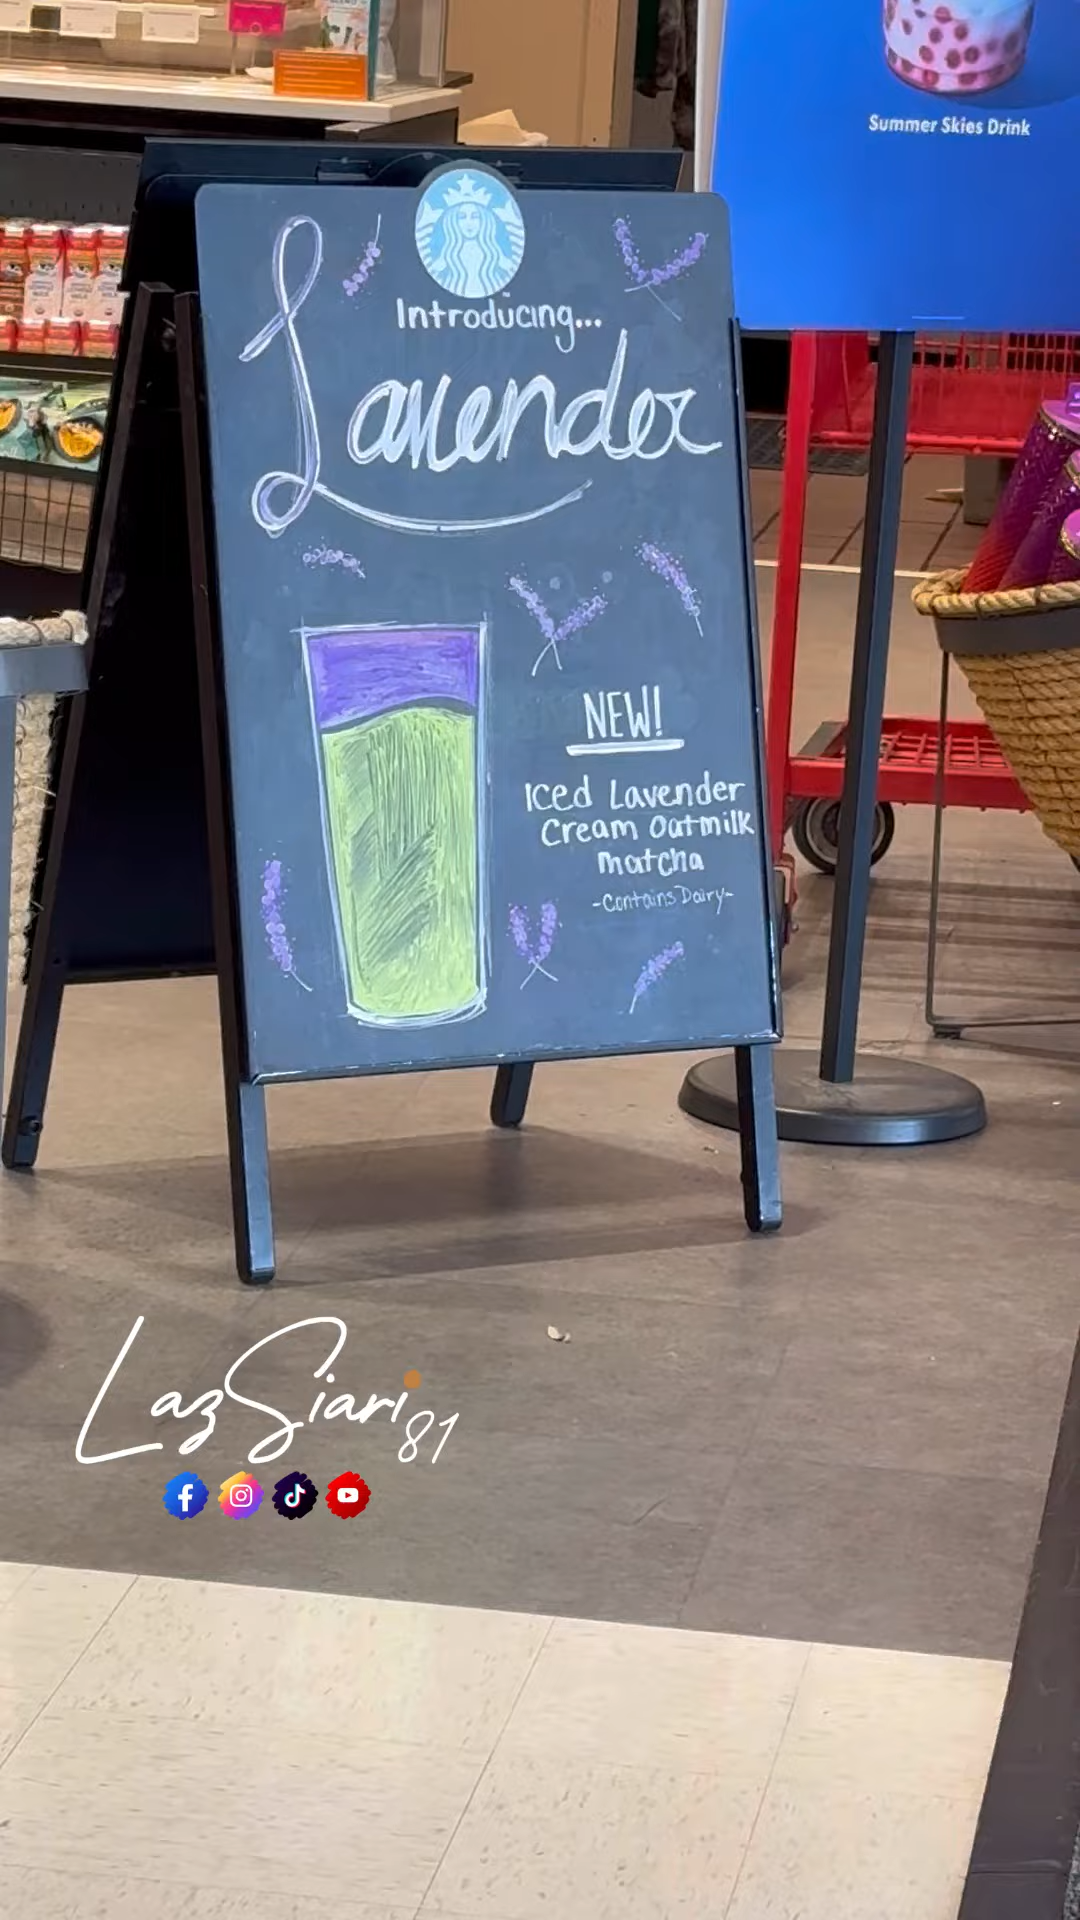 Summer Skies Drink
Introducing...
Lavender
NEW!
Iced Lavender
Cream Oatmilk
matcha
-Contains Dairy-
LazSiari81